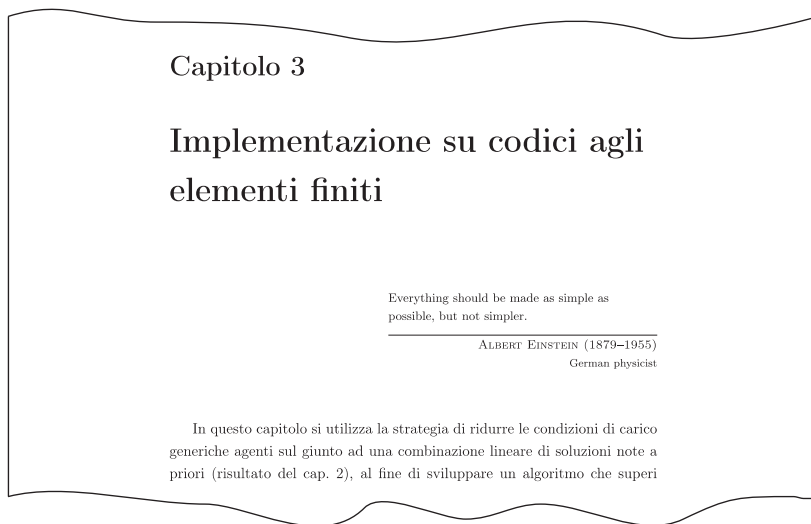 Capitolo 3
Implementazione su codici agli
elementi finiti
Everything should be made as simple as
possible, but not simpler.
Albert Einstein (1879–1955)
German physicist
In questo capitolo si utilizza la strategia di ridurre le condizioni di carico
generiche agenti sul giunto ad una combinazione lineare di soluzioni note a
priori (risultato del cap. 2), al fine di sviluppare un algoritmo che superi